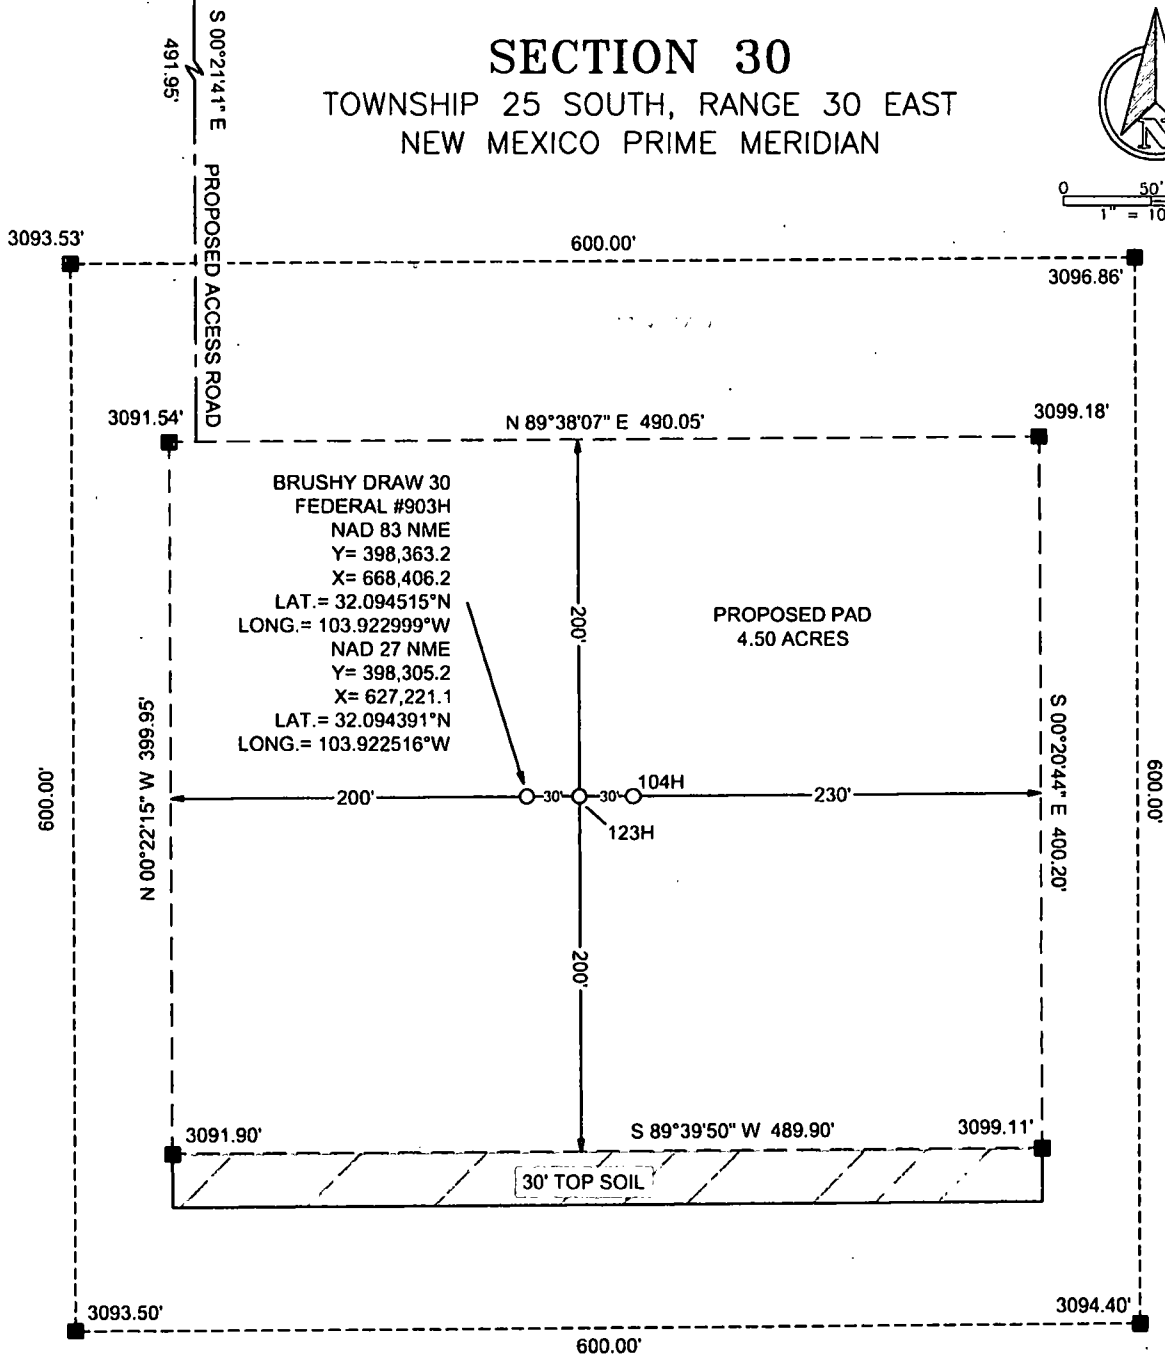 S 00°21'41" E
491.95'
SECTION 30
TOWNSHIP 25 SOUTH, RANGE 30 EAST
NEW MEXICO PRIME MERIDIAN
N
0 50'
1" = 10
PROPOSED ACCESS ROAD
3093.53'
600.00'
3096.86'
3091.54'
N 89°38'07" E 490.05'
3099.18'
BRUSHY DRAW 30
FEDERAL #903H
NAD 83 NME
Y= 398,363.2
X= 668,406.2
LAT.= 32.094515°N
LONG.= 103.922999°W
NAD 27 NME
Y= 398,305.2
X= 627,221.1
LAT.= 32.094391°N
LONG.= 103.922516°W
200'
PROPOSED PAD
4.50 ACRES
600.00'
N 00°22'15" W 399.95'
200'
30'
30'
104H
230'
123H
S 00°20'44" E 400.20'
600.00'
200'
3091.90'
S 89°39'50" W 489.90'
3099.11'
30' TOP SOIL
3093.50'
600.00'
3094.40'